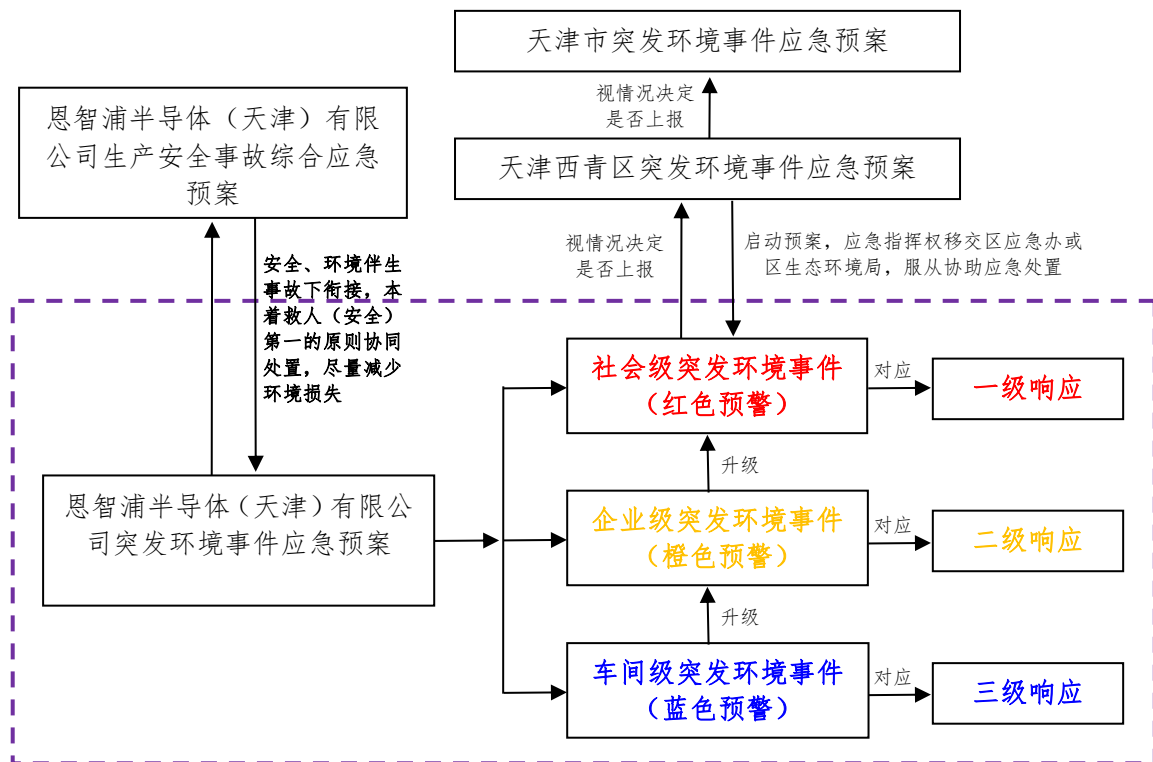 天津市突发环境事件应急预案
视情况决定
是否上报
恩智浦半导体（天津）有限
公司生产安全事故综合应急
预案
天津西青区突发环境事件应急预案
视情况决定
是否上报
启动预案，应急指挥权移交区应急办或
区生态环境局，服从协助应急处置
安全、环境伴生
事故下衔接，本
着救人（安全）
第一的原则协同
处置，尽量减少
环境损失
社会级突发环境事件
（红色预警）
对应
一级响应
升级
恩智浦半导体（天津）有限公
司突发环境事件应急预案
企业级突发环境事件
（橙色预警）
对应
二级响应
升级
车间级突发环境事件
（蓝色预警）
对应
三级响应